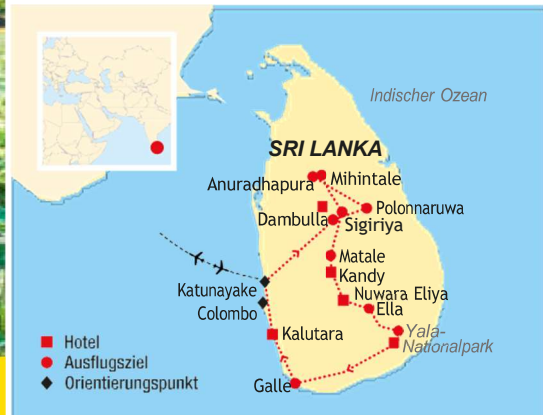 Indischer Ozean
SRI LANKA
Anuradhapura
Mihintale
Dambulla
Polonnaruwa
Sigiriya
Matale
Kandy
Katunayake
Nuwara Eliya
Colombo
Ella
Kalutara
Yala-
Nationalpark
Galle
Hotel
Ausflugsziel
Orientierungspunkt